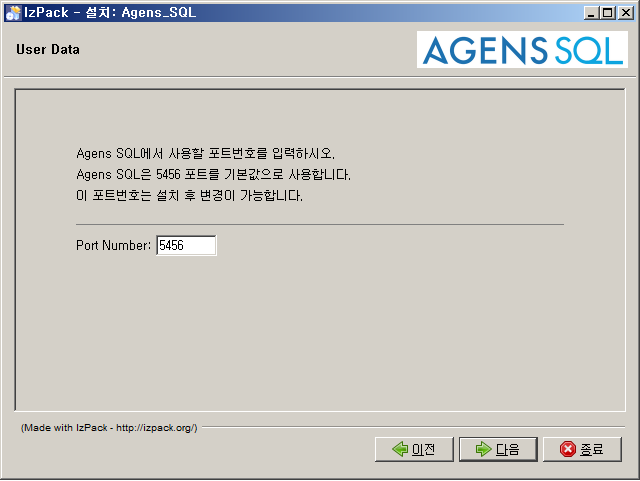 IzPack - 설치: Agens_SQL
User Data
AGENS SQL
Agens SQL에서 사용할 포트번호를 입력하시오.
Agens SQL은 5456 포트를 기본값으로 사용합니다.
이 포트번호는 설치 후 변경이 가능합니다.
Port Number: 5456
(Made with IzPack - http://izpack.org/)
이전 다음 종료